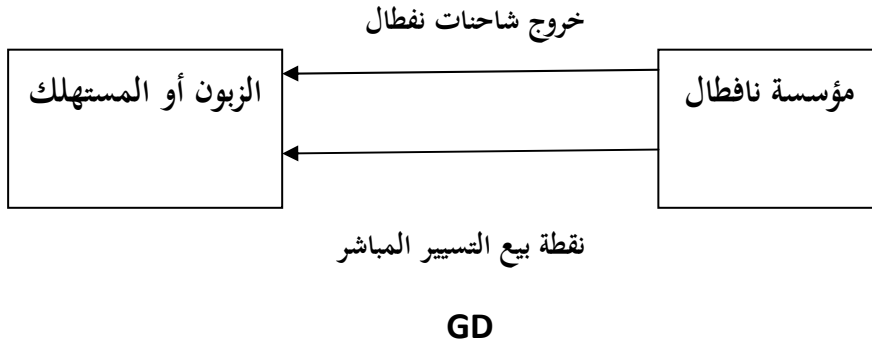 خروج شاحنات نفطال
مؤسسة نافطال
الزبون أو المستهلك
نقطة بيع التسيير المباشر
GD